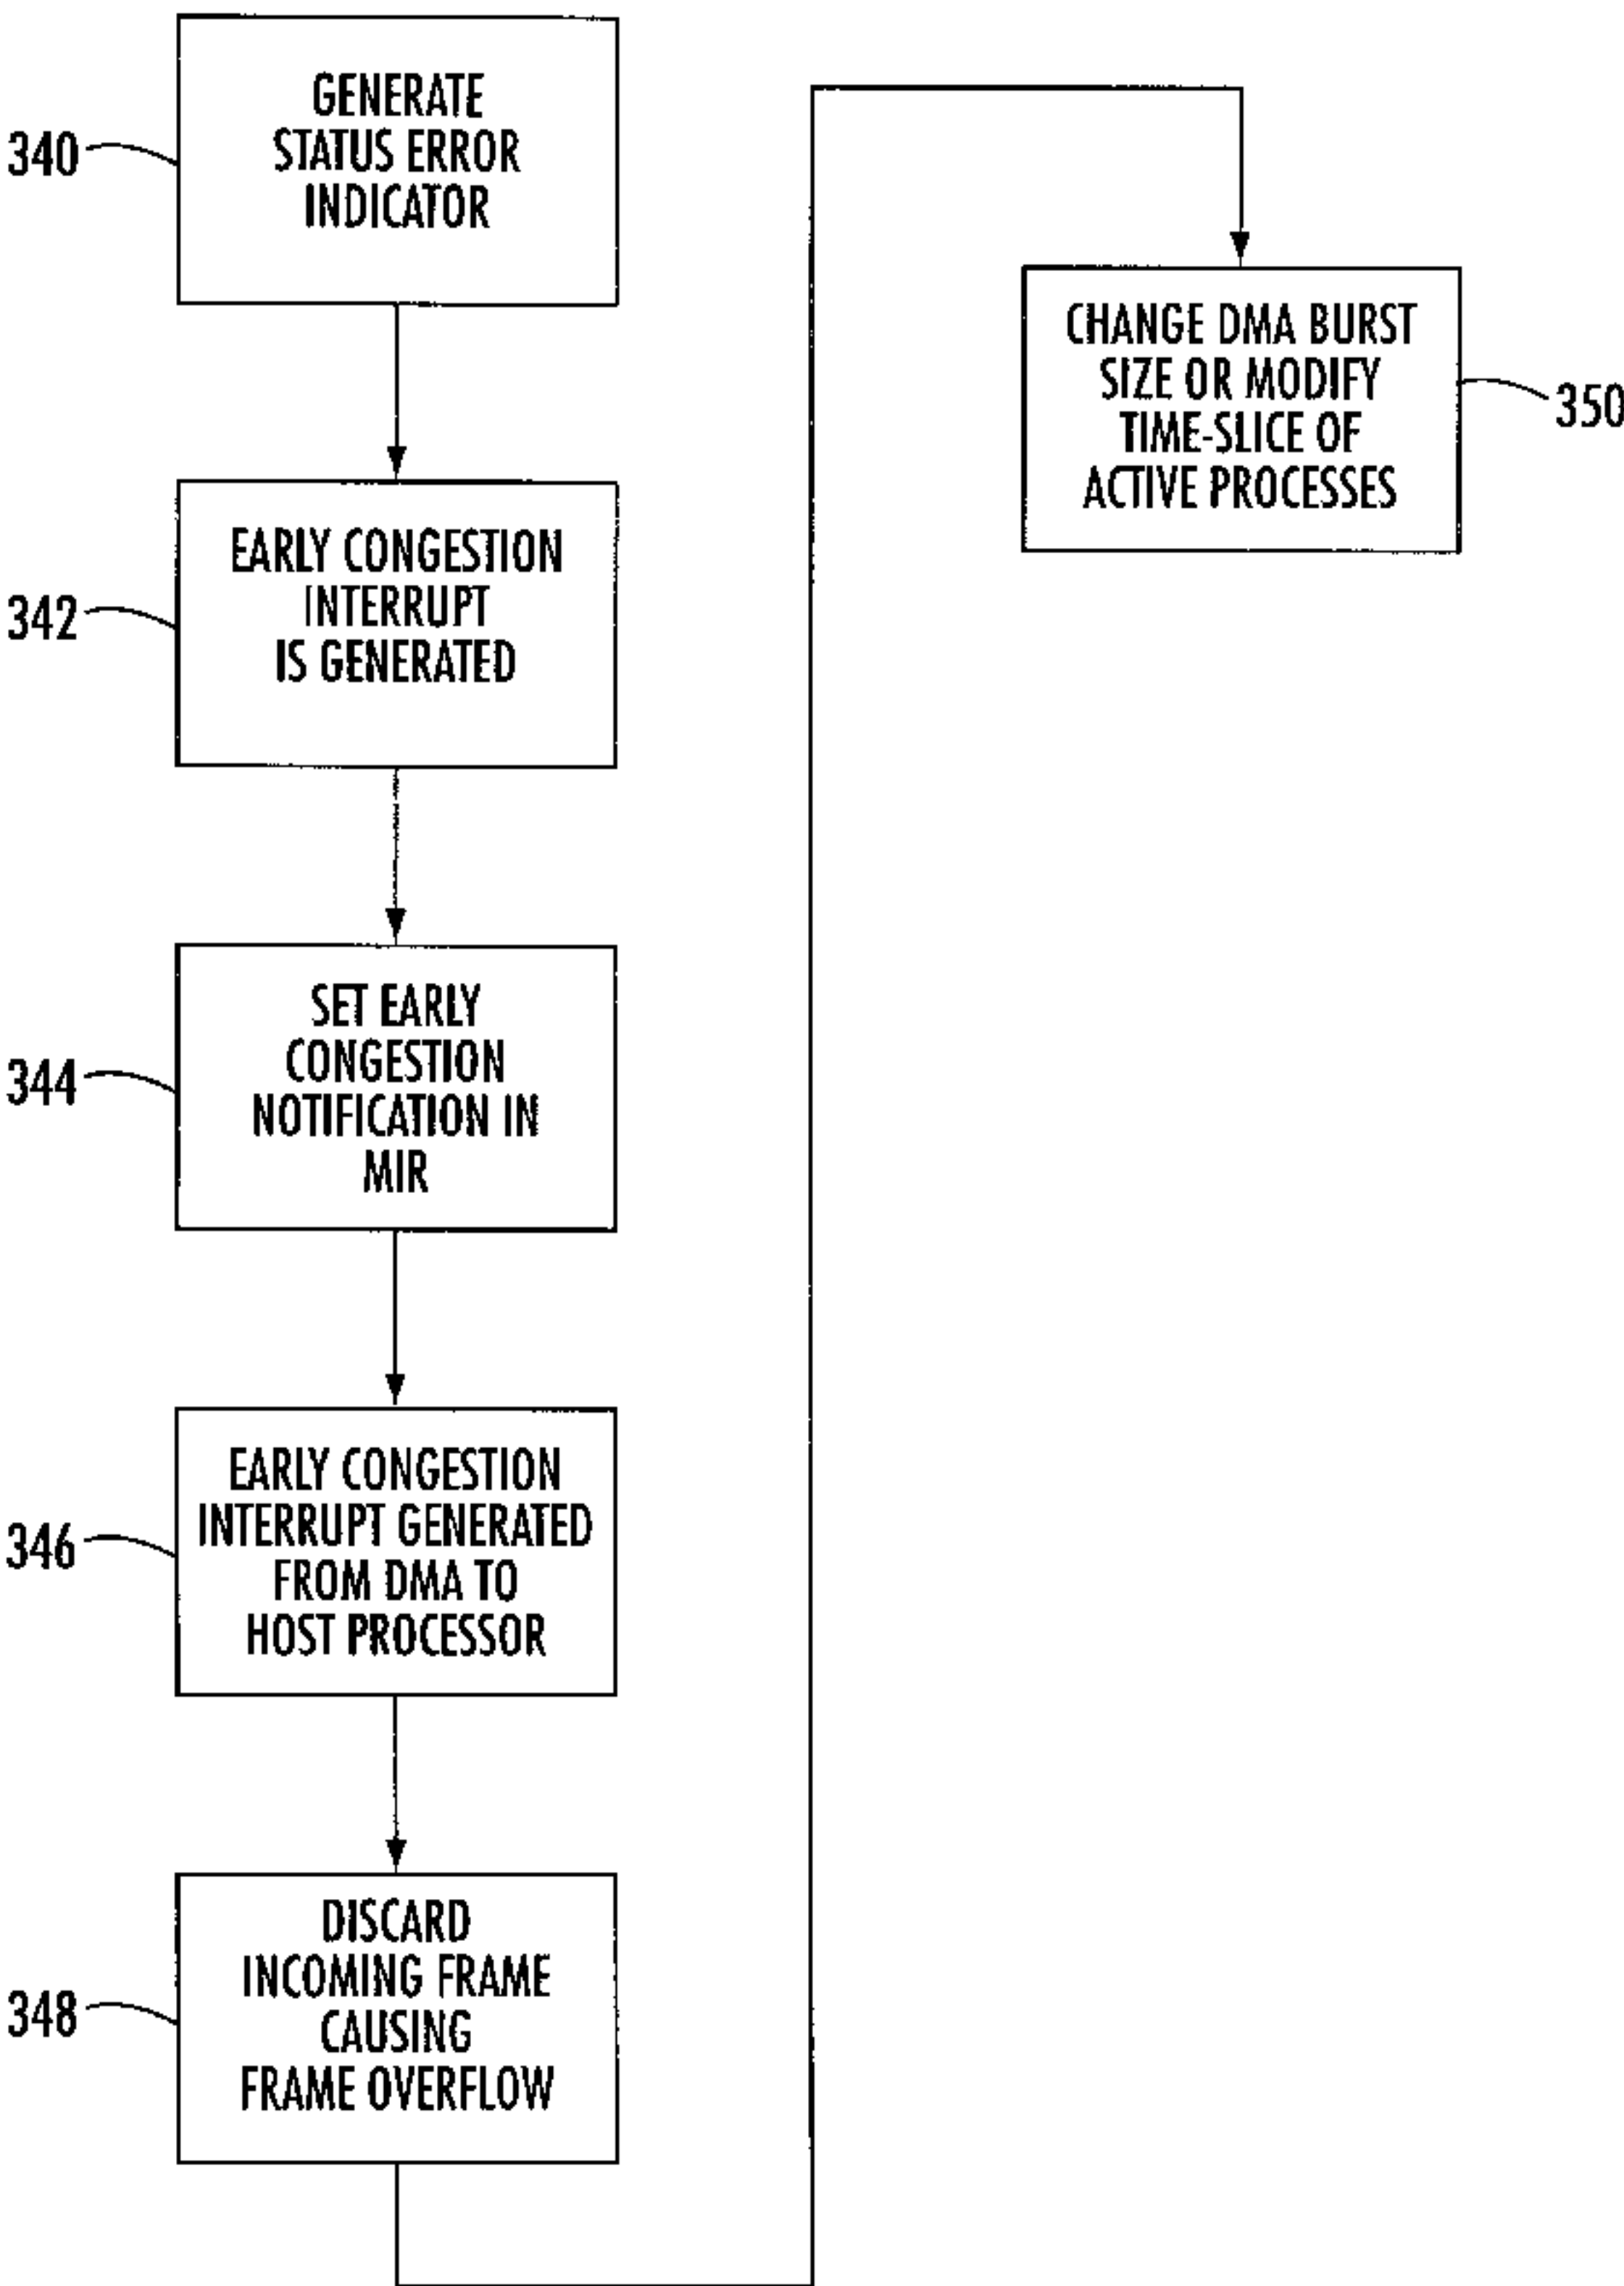 340
GENERATE
STATUS ERROR
INDICATOR
342
EARLY CONGESTION
INTERRUPT
IS GENERATED
344
SET EARLY
CONGESTION
NOTIFICATION IN
MIR
346
EARLY CONGESTION
INTERRUPT GENERATED
FROM DMA TO
HOST PROCESSOR
348
DISCARD
INCOMING FRAME
CAUSING
FRAME OVERFLOW
CHANGE DMA BURST
SIZE OR MODIFY
TIME-SLICE OF
ACTIVE PROCESSES
350